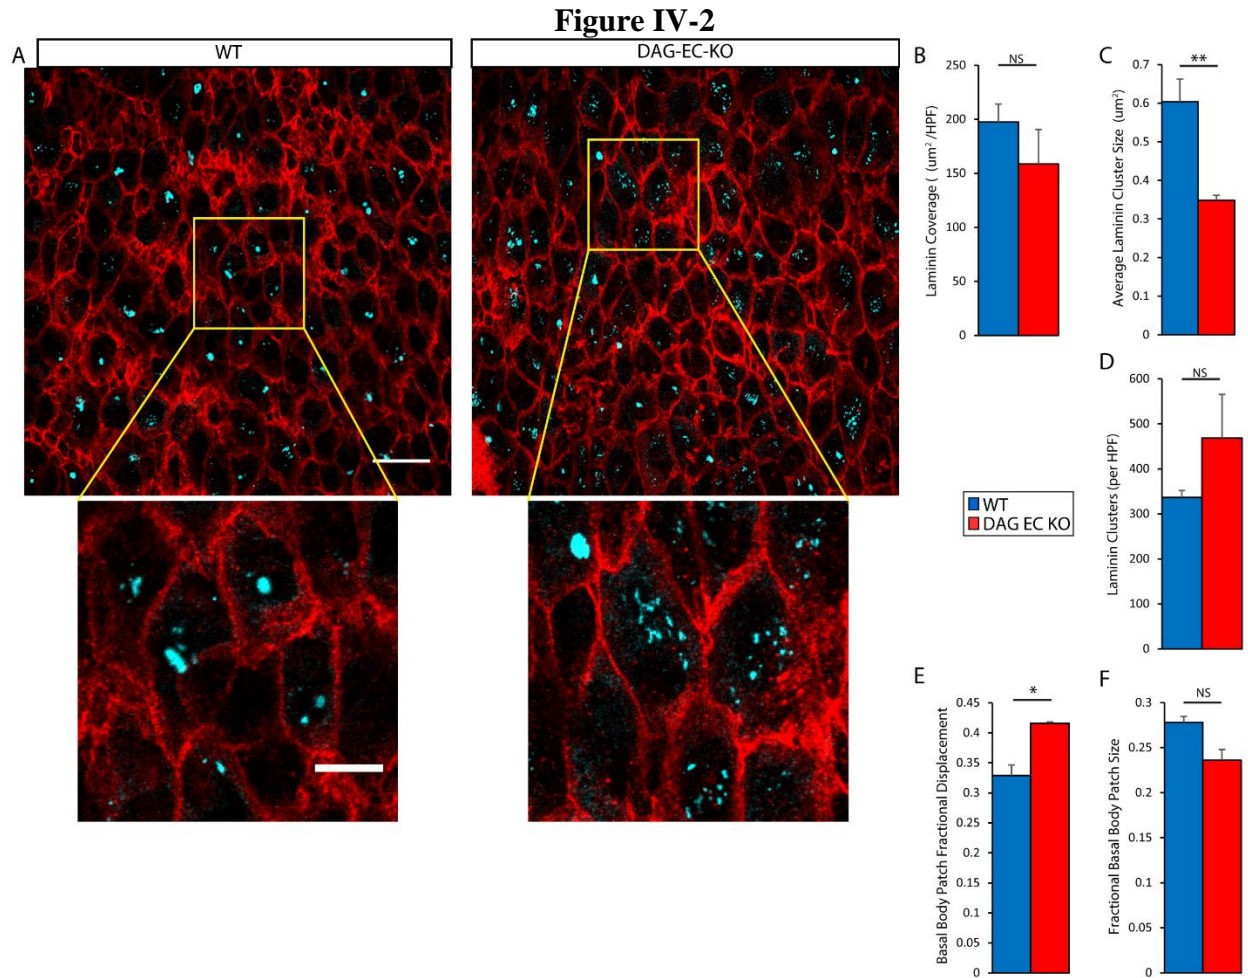 Figure IV-2
A
WT
DAG-EC-KO
B
Laminin Coverage ( (um²/HPF)
250
200
150
100
50
0
NS
C
Average Laminin Cluster Size (um²)
0.7
0.6
0.5
0.4
0.3
0.2
0.1
0
**
D
Laminin Clusters (per HPF)
600
500
400
300
200
100
0
NS
WT
DAG EC KO
E
Basal Body Patch Fractional Displacement
0.45
0.4
0.35
0.3
0.25
0.2
0.15
0.1
0.05
0
*
F
Fractional Basal Body Patch Size
0.3
0.25
0.2
0.15
0.1
0.05
0
NS